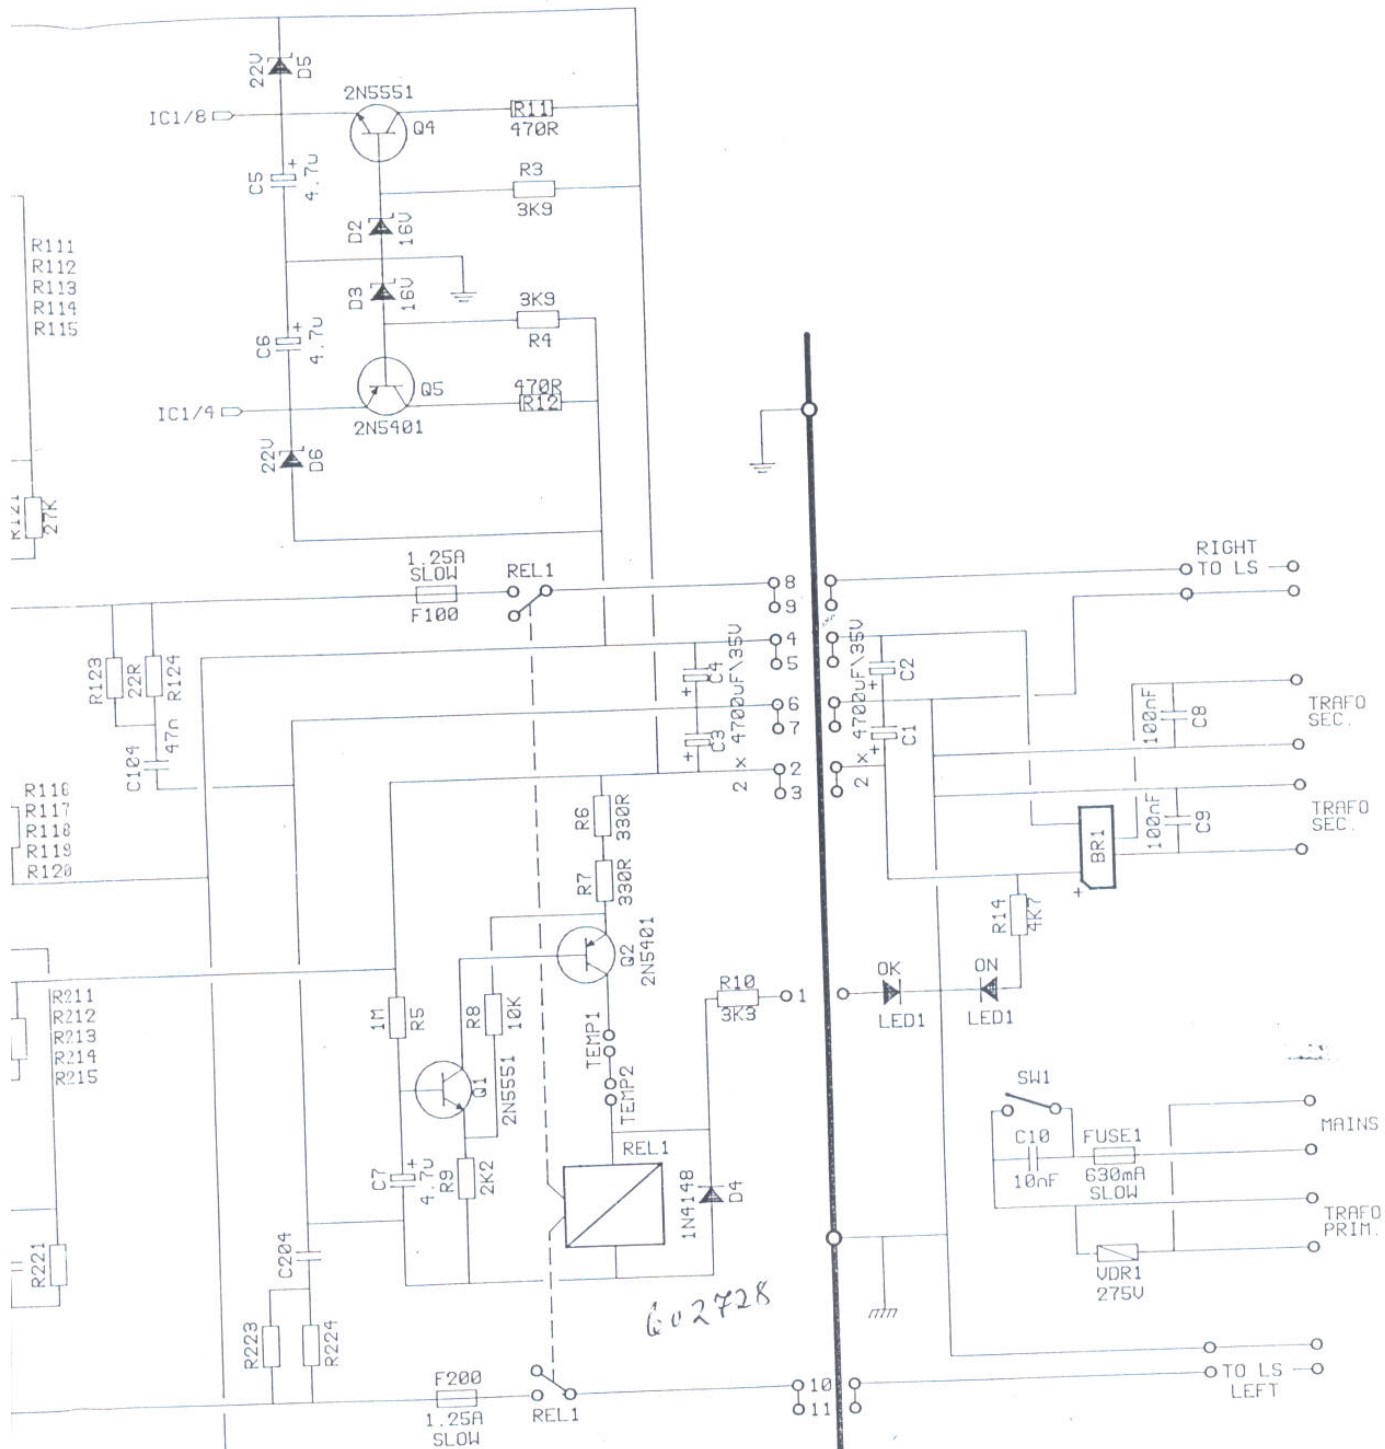 22V
D5
2N5551
IC1/8
Q4
R11
470R
C5
+
4.7U
R3
3K9
D2
16V
R111
R112
R113
R114
R115
D3
16V
3K9
R4
C6
+
4.7U
Q5
470R
R12
IC1/4
2N5401
22V
D6
R121
27K
1.25A
SLOW
F100
REL1
8
9
RIGHT
TO LS
R123
22R
R124
C104
47n
4
5
C4
+
C3
+
2 x 4700uF\35V
6
7
2
3
C2
+
C1
+
2 x 4700uF\35V
100nF
C8
TRAFO
SEC.
TRAFO
SEC.
100nF
C9
BR1
+
R116
R117
R118
R119
R120
R6
330R
R7
330R
Q2
2N5401
R14
4K7
OK
LED1
ON
LED1
R10
3K3
1
R211
R212
R213
R214
R215
1M
R5
R8
10K
TEMP1
TEMP2
Q1
2N5551
REL1
SW1
C10
10nF
FUSE1
630mA
SLOW
MAINS
C7
+
4.7U
R9
2K2
1N4148
D4
TRAFO
PRIM.
VDR1
275V
R221
C204
602728
R223
R224
F200
1.25A
SLOW
REL1
10
11
TO LS
LEFT